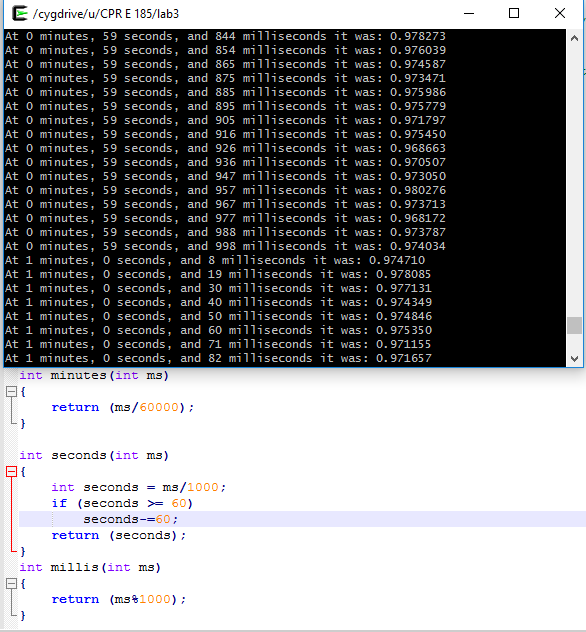 /cygdrive/u/CPR E 185/lab3
At 0 minutes, 59 seconds, and 844 milliseconds it was: 0.978273
At 0 minutes, 59 seconds, and 854 milliseconds it was: 0.976039
At 0 minutes, 59 seconds, and 865 milliseconds it was: 0.974587
At 0 minutes, 59 seconds, and 875 milliseconds it was: 0.973471
At 0 minutes, 59 seconds, and 885 milliseconds it was: 0.975986
At 0 minutes, 59 seconds, and 895 milliseconds it was: 0.975779
At 0 minutes, 59 seconds, and 905 milliseconds it was: 0.971797
At 0 minutes, 59 seconds, and 916 milliseconds it was: 0.975450
At 0 minutes, 59 seconds, and 926 milliseconds it was: 0.968663
At 0 minutes, 59 seconds, and 936 milliseconds it was: 0.970507
At 0 minutes, 59 seconds, and 947 milliseconds it was: 0.973050
At 0 minutes, 59 seconds, and 957 milliseconds it was: 0.980276
At 0 minutes, 59 seconds, and 967 milliseconds it was: 0.973713
At 0 minutes, 59 seconds, and 977 milliseconds it was: 0.968172
At 0 minutes, 59 seconds, and 988 milliseconds it was: 0.973787
At 0 minutes, 59 seconds, and 998 milliseconds it was: 0.974034
At 1 minutes, 0 seconds, and 8 milliseconds it was: 0.974710
At 1 minutes, 0 seconds, and 19 milliseconds it was: 0.978085
At 1 minutes, 0 seconds, and 30 milliseconds it was: 0.977131
At 1 minutes, 0 seconds, and 40 milliseconds it was: 0.974349
At 1 minutes, 0 seconds, and 50 milliseconds it was: 0.974846
At 1 minutes, 0 seconds, and 60 milliseconds it was: 0.975350
At 1 minutes, 0 seconds, and 71 milliseconds it was: 0.971155
At 1 minutes, 0 seconds, and 82 milliseconds it was: 0.971657
int minutes(int ms)
{
return (ms/60000);
}
int seconds(int ms)
{
int seconds = ms/1000;
if (seconds >= 60)
seconds-=60;
return (seconds);
}
int millis(int ms)
{
return (ms%1000);
}